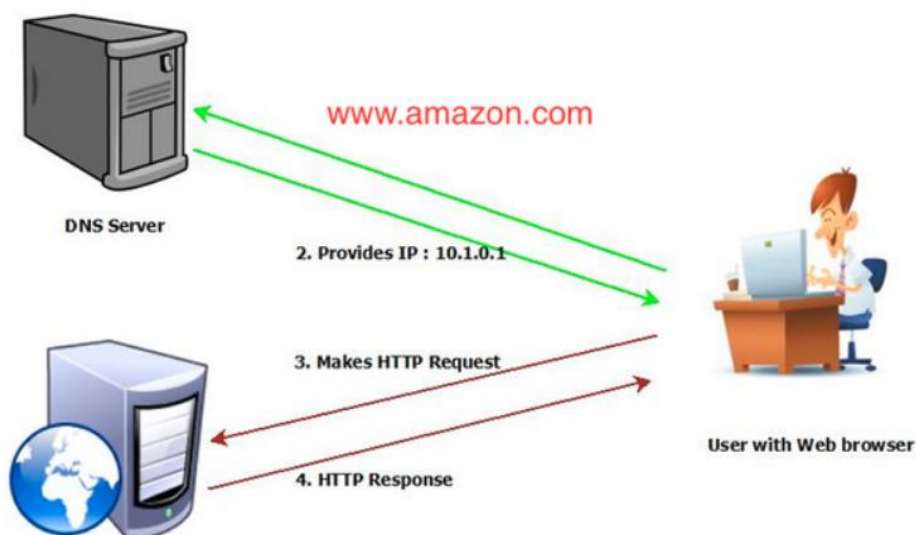 www.amazon.com
DNS Server
2. Provides IP : 10.1.0.1
3. Makes HTTP Request
User with Web browser
4. HTTP Response